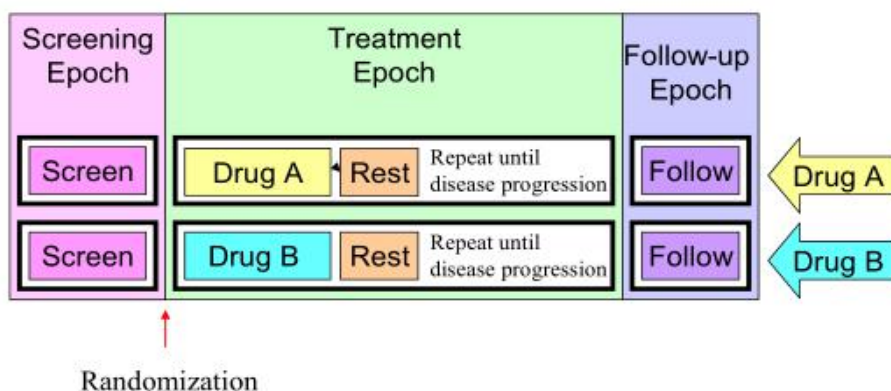 Screening
Epoch
Treatment
Epoch
Follow-up
Epoch
Screen
Drug A
Rest
Repeat until
disease progression
Follow
Drug A
Screen
Drug B
Rest
Repeat until
disease progression
Follow
Drug B
Randomization